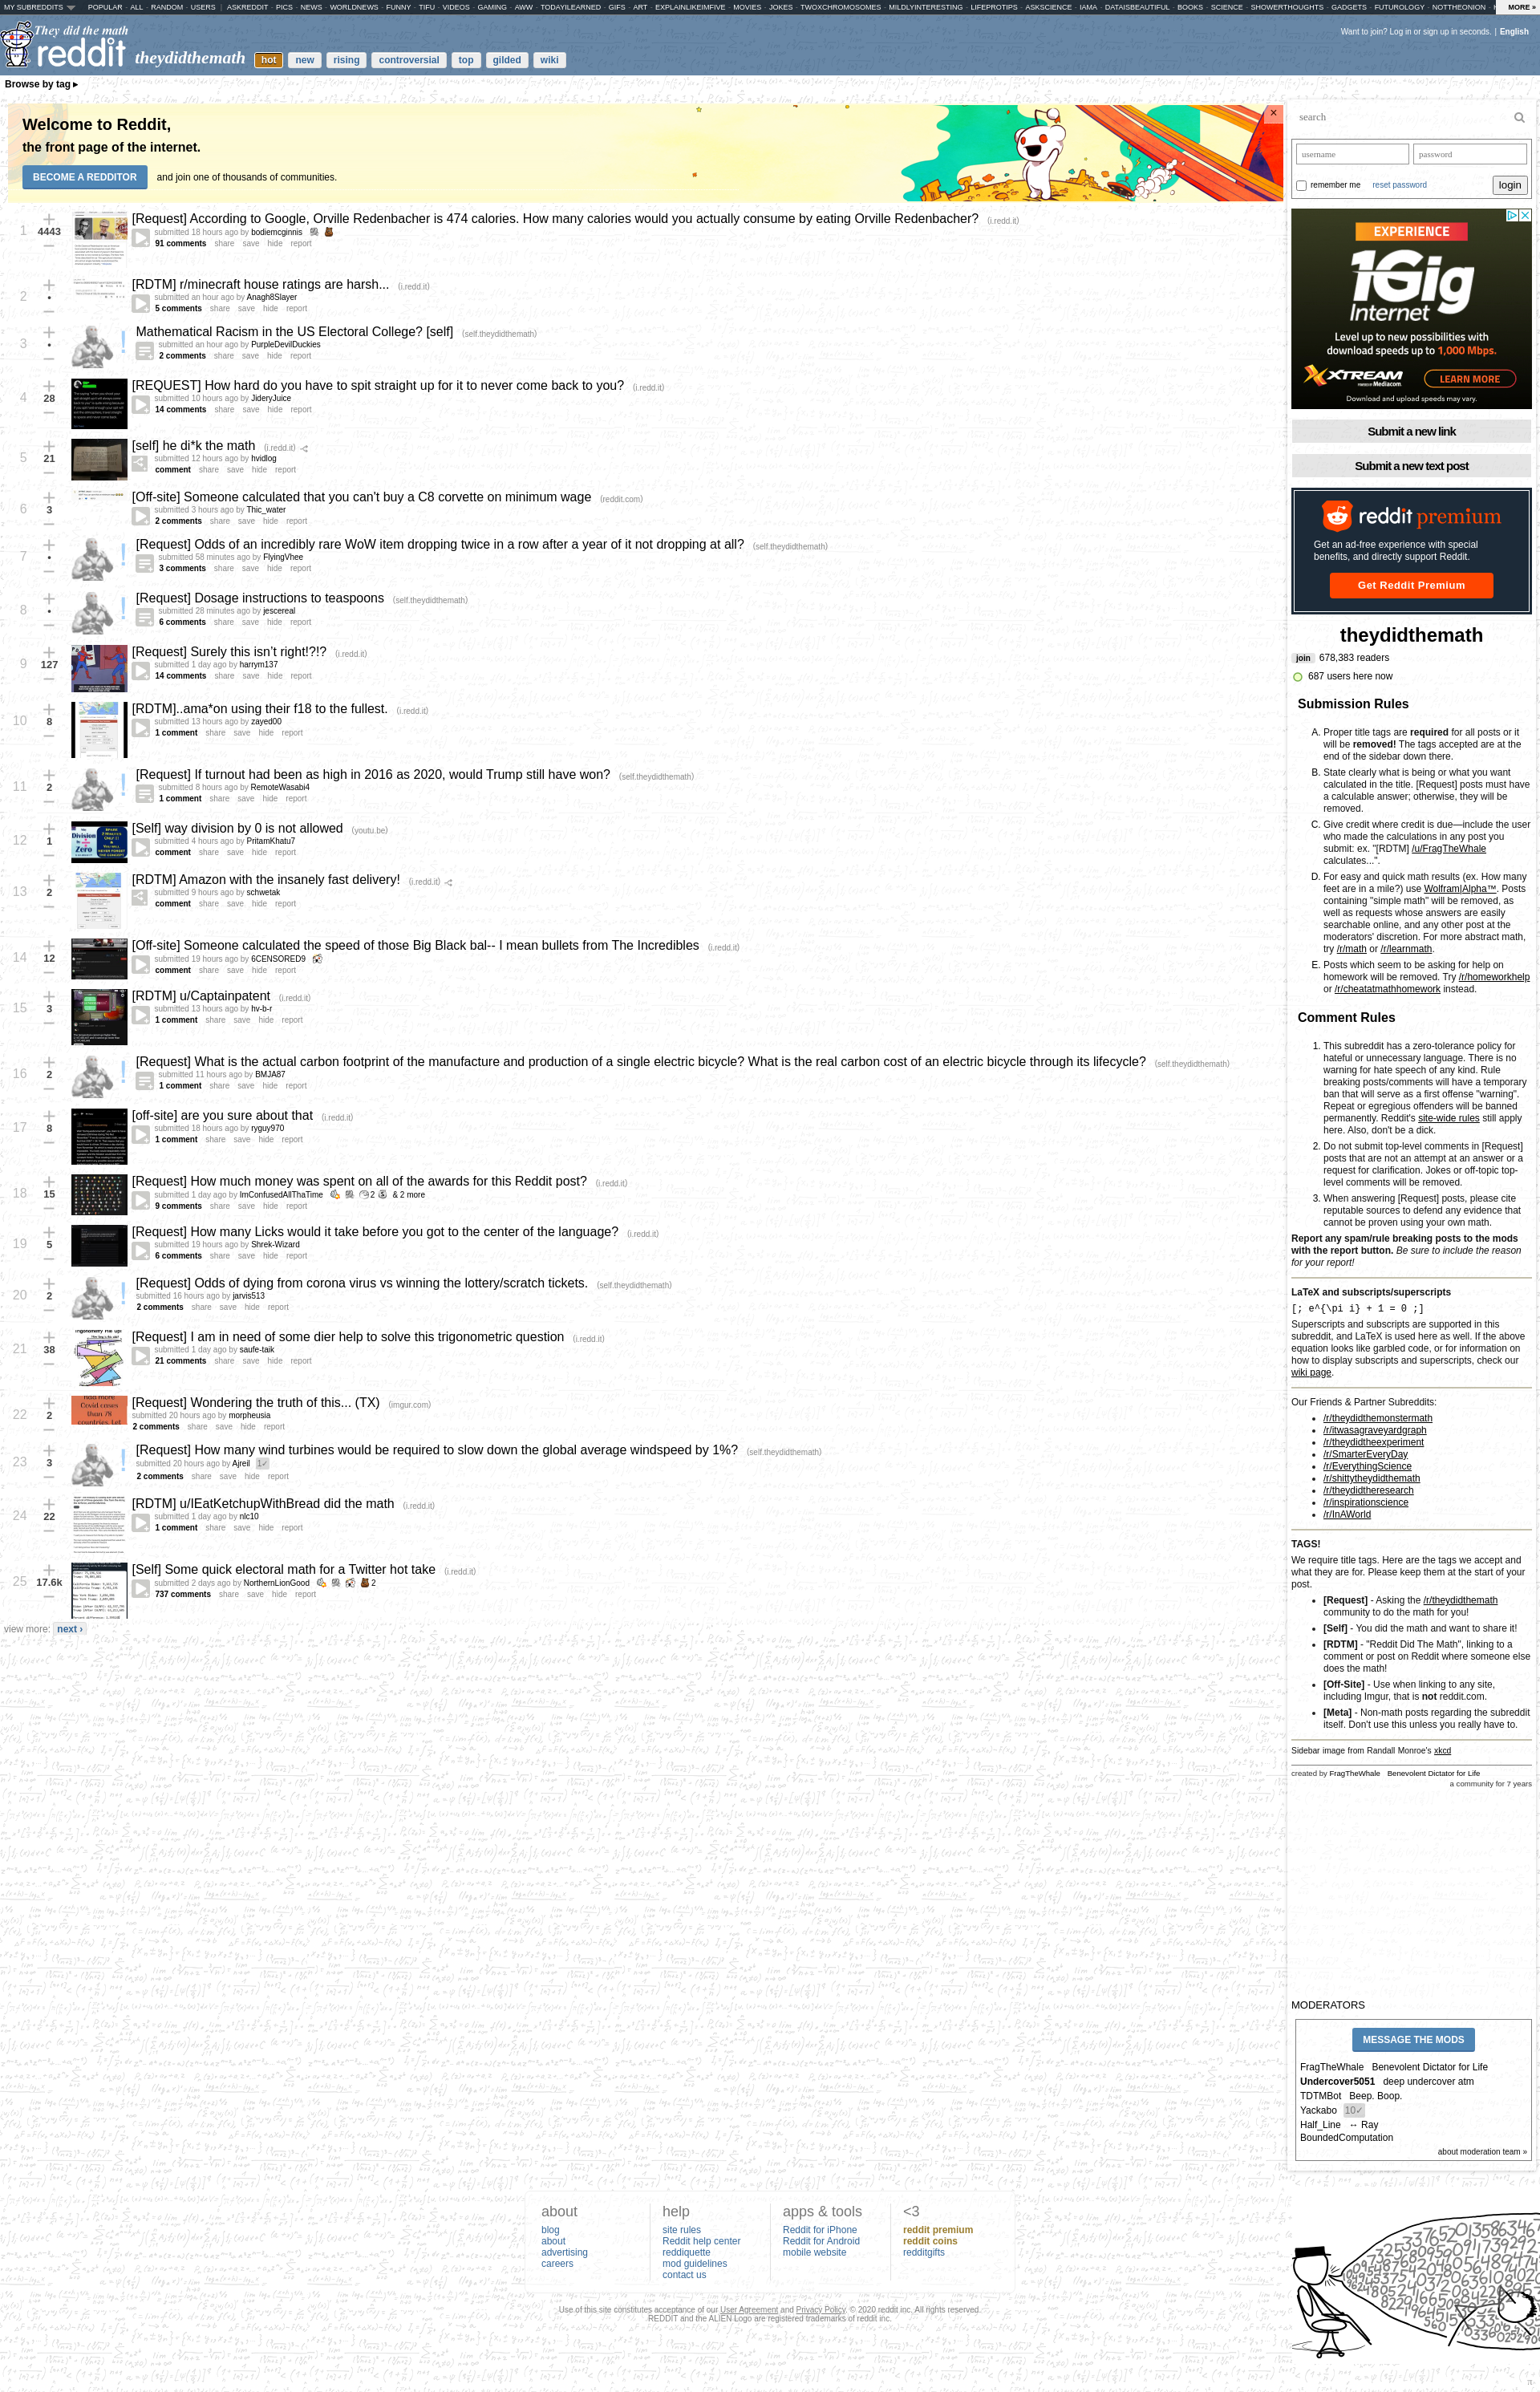 MY SUBREDDITS POPULAR - ALL - RANDOM - USERS | ASKREDDIT - PICS - NEWS - WORLDNEWS - FUNNY - TIFU - VIDEOS - GAMING - AWW - TODAYILEARNED - GIFS - ART - EXPLAINLIKEIMFIVE - MOVIES - JOKES - TWOXCHROMOSOMES - MILDLYINTERESTING - LIFEPROTIPS - ASKSCIENCE - IAMA - DATAISBEAUTIFUL - BOOKS - SCIENCE - SHOWERTHOUGHTS - GADGETS - FUTUROLOGY - NOTTHEONION - MORE »
They did the math
reddit theydidthemath hot new rising controversial top gilded wiki
Want to join? Log in or sign up in seconds. | English
Browse by tag ▸
Welcome to Reddit,
the front page of the internet.
BECOME A REDDITOR and join one of thousands of communities.
×
1 4443 [Request] According to Google, Orville Redenbacher is 474 calories. How many calories would you actually consume by eating Orville Redenbacher? (i.redd.it)
submitted 18 hours ago by bodiemcginnis
91 comments share save hide report
2 • [RDTM] r/minecraft house ratings are harsh... (i.redd.it)
submitted an hour ago by Anagh8Slayer
5 comments share save hide report
3 • Mathematical Racism in the US Electoral College? [self] (self.theydidthemath)
submitted an hour ago by PurpleDevilDuckies
2 comments share save hide report
4 28 [REQUEST] How hard do you have to spit straight up for it to never come back to you? (i.redd.it)
submitted 10 hours ago by JideryJuice
14 comments share save hide report
5 21 [self] he di*k the math (i.redd.it)
submitted 12 hours ago by hvidlog
comment share save hide report
6 3 [Off-site] Someone calculated that you can't buy a C8 corvette on minimum wage (reddit.com)
submitted 3 hours ago by Thic_water
2 comments share save hide report
7 • [Request] Odds of an incredibly rare WoW item dropping twice in a row after a year of it not dropping at all? (self.theydidthemath)
submitted 58 minutes ago by FlyingVhee
3 comments share save hide report
8 • [Request] Dosage instructions to teaspoons (self.theydidthemath)
submitted 28 minutes ago by jescereal
6 comments share save hide report
9 127 [Request] Surely this isn't right!?!? (i.redd.it)
submitted 1 day ago by harrym137
14 comments share save hide report
10 8 [RDTM]..ama*on using their f18 to the fullest. (i.redd.it)
submitted 13 hours ago by zayed00
1 comment share save hide report
11 2 [Request] If turnout had been as high in 2016 as 2020, would Trump still have won? (self.theydidthemath)
submitted 8 hours ago by RemoteWasabi4
1 comment share save hide report
12 1 [Self] way division by 0 is not allowed (youtu.be)
submitted 4 hours ago by PritamKhatu7
comment share save hide report
13 2 [RDTM] Amazon with the insanely fast delivery! (i.redd.it)
submitted 9 hours ago by schwetak
comment share save hide report
14 12 [Off-site] Someone calculated the speed of those Big Black bal-- I mean bullets from The Incredibles (i.redd.it)
submitted 19 hours ago by 6CENSORED9
comment share save hide report
15 3 [RDTM] u/Captainpatent (i.redd.it)
submitted 13 hours ago by hv-b-r
1 comment share save hide report
16 2 [Request] What is the actual carbon footprint of the manufacture and production of a single electric bicycle? What is the real carbon cost of an electric bicycle through its lifecycle? (self.theydidthemath)
submitted 11 hours ago by BMJA87
1 comment share save hide report
17 8 [off-site] are you sure about that (i.redd.it)
submitted 18 hours ago by ryguy970
1 comment share save hide report
18 15 [Request] How much money was spent on all of the awards for this Reddit post? (i.redd.it)
submitted 1 day ago by ImConfusedAllThaTime 2 & 2 more
9 comments share save hide report
19 5 [Request] How many Licks would it take before you got to the center of the language? (i.redd.it)
submitted 19 hours ago by Shrek-Wizard
6 comments share save hide report
20 2 [Request] Odds of dying from corona virus vs winning the lottery/scratch tickets. (self.theydidthemath)
submitted 16 hours ago by jarvis513
2 comments share save hide report
21 38 [Request] I am in need of some dier help to solve this trigonometric question (i.redd.it)
submitted 1 day ago by saufe-taik
21 comments share save hide report
22 2 [Request] Wondering the truth of this... (TX) (imgur.com)
submitted 20 hours ago by morpheusia
2 comments share save hide report
23 3 [Request] How many wind turbines would be required to slow down the global average windspeed by 1%? (self.theydidthemath)
submitted 20 hours ago by Ajreil 1✓
2 comments share save hide report
24 22 [RDTM] u/IEatKetchupWithBread did the math (i.redd.it)
submitted 1 day ago by nlc10
1 comment share save hide report
25 17.6k [Self] Some quick electoral math for a Twitter hot take (i.redd.it)
submitted 2 days ago by NorthernLionGood 2
737 comments share save hide report
view more: next ›
search
username password
remember me reset password login
EXPERIENCE
1Gig
Internet
Level up to new possibilities with
download speeds up to 1,000 Mbps.
XTREAM
LEARN MORE
Download and upload speeds may vary.
Submit a new link
Submit a new text post
reddit premium
Get an ad-free experience with special
benefits, and directly support Reddit.
Get Reddit Premium
theydidthemath
join 678,383 readers
687 users here now
Submission Rules
A. Proper title tags are required for all posts or it
will be removed! The tags accepted are at the
end of the sidebar down there.
B. State clearly what is being or what you want
calculated in the title. [Request] posts must have
a calculable answer; otherwise, they will be
removed.
C. Give credit where credit is due—include the user
who made the calculations in any post you
submit: ex. "[RDTM] /u/FragTheWhale
calculates...".
D. For easy and quick math results (ex. How many
feet are in a mile?) use Wolfram|Alpha™. Posts
containing "simple math" will be removed, as
well as requests whose answers are easily
searchable online, and any other post at the
moderators' discretion. For more abstract math,
try /r/math or /r/learnmath.
E. Posts which seem to be asking for help on
homework will be removed. Try /r/homeworkhelp
or /r/cheatatmathhomework instead.
Comment Rules
1. This subreddit has a zero-tolerance policy for
hateful or unnecessary language. There is no
warning for hate speech of any kind. Rule
breaking posts/comments will have a temporary
ban that will serve as a first offense "warning".
Repeat or egregious offenders will be banned
permanently. Reddit's site-wide rules still apply
here. Also, don't be a dick.
2. Do not submit top-level comments in [Request]
posts that are not an attempt at an answer or a
request for clarification. Jokes or off-topic top-
level comments will be removed.
3. When answering [Request] posts, please cite
reputable sources to defend any evidence that
cannot be proven using your own math.
Report any spam/rule breaking posts to the mods
with the report button. Be sure to include the reason
for your report!
LaTeX and subscripts/superscripts
[; e^{\pi i} + 1 = 0 ;]
Superscripts and subscripts are supported in this
subreddit, and LaTeX is used here as well. If the above
equation looks like garbled code, or for information on
how to display subscripts and superscripts, check our
wiki page.
Our Friends & Partner Subreddits:
• /r/theydidthemonstermath
• /r/itwasagraveyardgraph
• /r/theydidtheexperiment
• /r/SmarterEveryDay
• /r/EverythingScience
• /r/shittytheydidthemath
• /r/theydidtheresearch
• /r/inspirationscience
• /r/InAWorld
TAGS!
We require title tags. Here are the tags we accept and
what they are for. Please keep them at the start of your
post.
• [Request] - Asking the /r/theydidthemath
community to do the math for you!
• [Self] - You did the math and want to share it!
• [RDTM] - "Reddit Did The Math", linking to a
comment or post on Reddit where someone else
does the math!
• [Off-Site] - Use when linking to any site,
including Imgur, that is not reddit.com.
• [Meta] - Non-math posts regarding the subreddit
itself. Don't use this unless you really have to.
Sidebar image from Randall Monroe's xkcd
created by FragTheWhale Benevolent Dictator for Life
a community for 7 years
MODERATORS
MESSAGE THE MODS
FragTheWhale Benevolent Dictator for Life
Undercover5051 deep undercover atm
TDTMBot Beep. Boop.
Yackabo 10✓
Half_Line ↔ Ray
BoundedComputation
about moderation team »
about
blog
about
advertising
careers
help
site rules
Reddit help center
reddiquette
mod guidelines
contact us
apps & tools
Reddit for iPhone
Reddit for Android
mobile website
<3
reddit premium
reddit coins
redditgifts
Use of this site constitutes acceptance of our User Agreement and Privacy Policy. © 2020 reddit inc. All rights reserved.
REDDIT and the ALIEN Logo are registered trademarks of reddit inc.